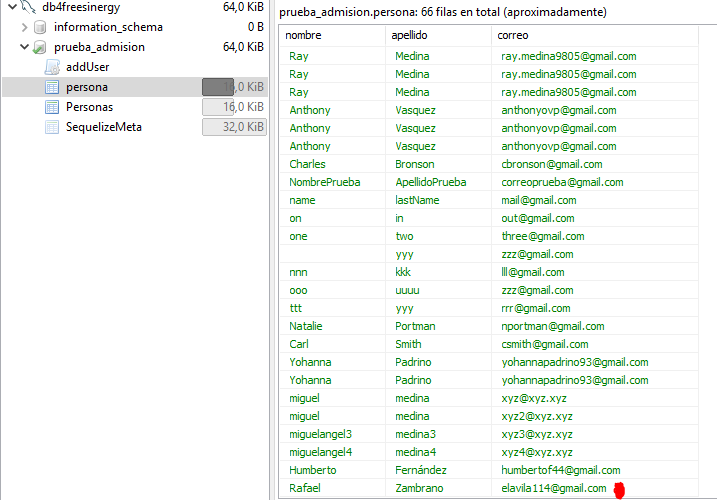 db4freesinergy 64,0 KiB
information_schema 0 B
prueba_admision 64,0 KiB
addUser
persona 16,0 KiB
Personas 16,0 KiB
SequelizeMeta 32,0 KiB
prueba_admision.persona: 66 filas en total (aproximadamente)
nombre apellido correo
Ray Medina ray.medina9805@gmail.com
Ray Medina ray.medina9805@gmail.com
Ray Medina ray.medina9805@gmail.com
Anthony Vasquez anthonyovp@gmail.com
Anthony Vasquez anthonyovp@gmail.com
Anthony Vasquez anthonyovp@gmail.com
Charles Bronson cbronson@gmail.com
NombrePrueba ApellidoPrueba correoprueba@gmail.com
name lastName mail@gmail.com
on in out@gmail.com
one two three@gmail.com
yyy zzz@gmail.com
nnn kkk lll@gmail.com
ooo uuuu zzz@gmail.com
ttt yyy rrr@gmail.com
Natalie Portman nportman@gmail.com
Carl Smith csmith@gmail.com
Yohanna Padrino yohannapadrino93@gmail.com
Yohanna Padrino yohannapadrino93@gmail.com
miguel medina xyz@xyz.xyz
miguel medina xyz2@xyz.xyz
miguelangel3 medina3 xyz3@xyz.xyz
miguelangel4 medina4 xyz4@xyz.xyz
Humberto Fernández humbertof44@gmail.com
Rafael Zambrano elavila114@gmail.com